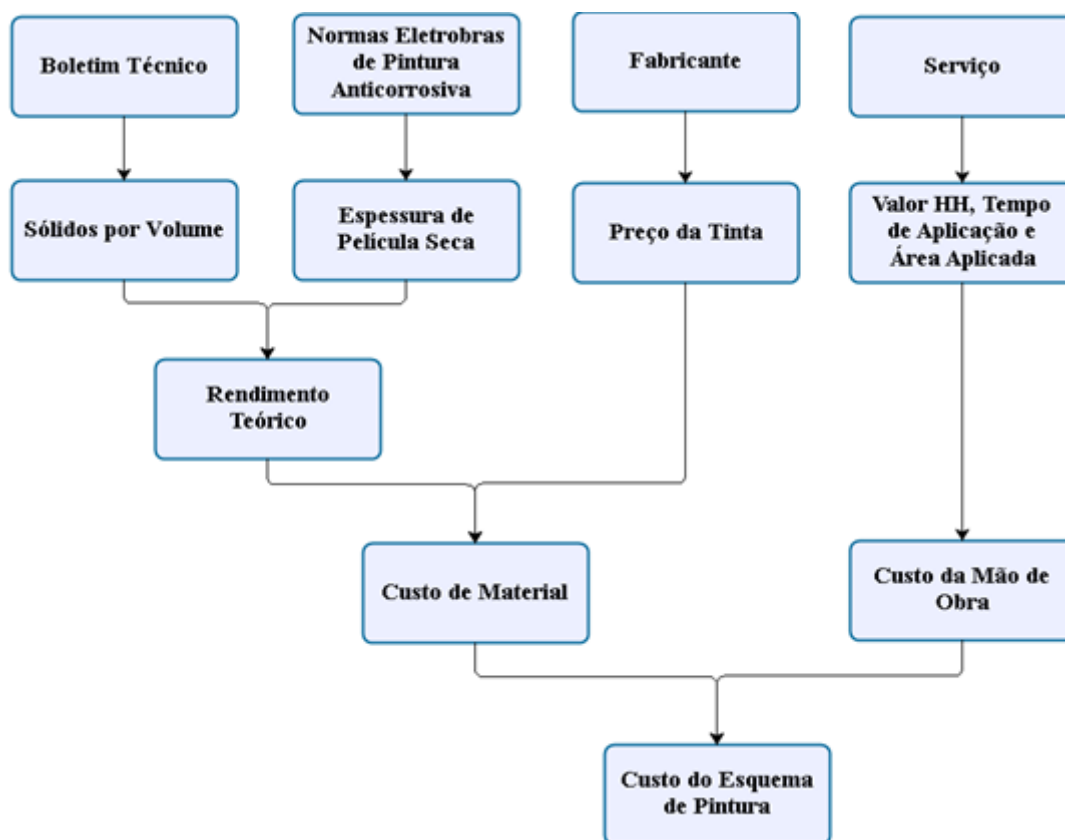 Boletim Técnico
Normas Eletrobras
de Pintura
Anticorrosiva
Fabricante
Serviço
Sólidos por Volume
Espessura de
Película Seca
Preço da Tinta
Valor HH, Tempo
de Aplicação e
Área Aplicada
Rendimento
Teórico
Custo de Material
Custo da Mão de
Obra
Custo do Esquema
de Pintura